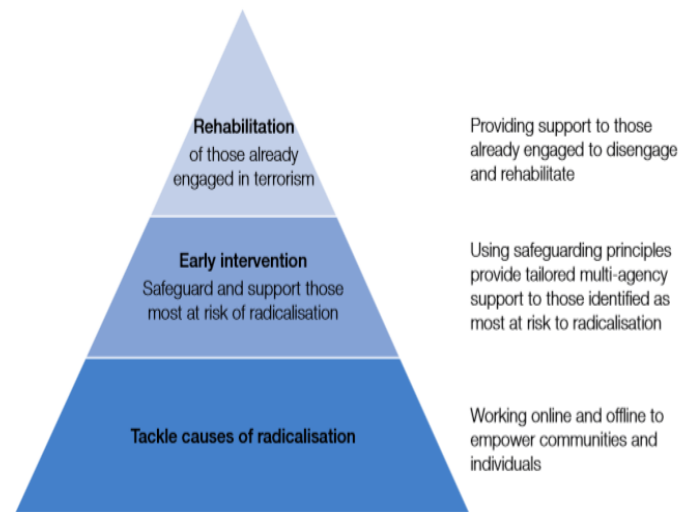 Rehabilitation
of those already
engaged in terrorism
Providing support to those
already engaged to disengage
and rehabilitate
Early intervention
Safeguard and support those
most at risk of radicalisation
Using safeguarding principles
provide tailored multi-agency
support to those identified as
most at risk to radicalisation
Tackle causes of radicalisation
Working online and offline to
empower communities and
individuals